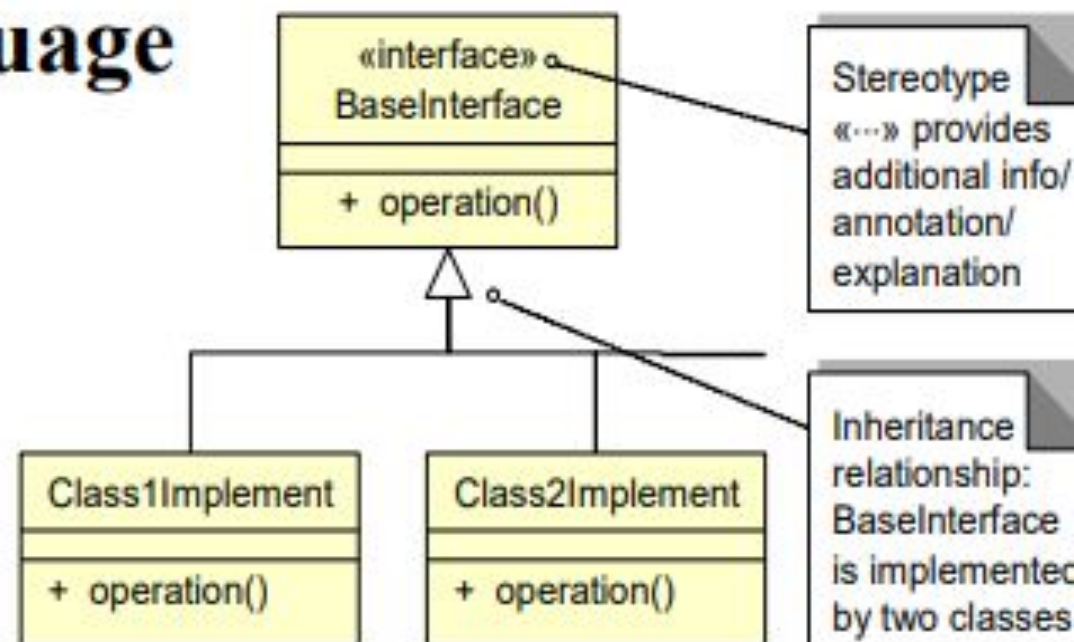 uage
«interface»
BaseInterface
+ operation()
Stereotype
«···» provides
additional info/
annotation/
explanation
Class1Implement
+ operation()
Class2Implement
+ operation()
Inheritance
relationship:
BaseInterface
is implemented
by two classes